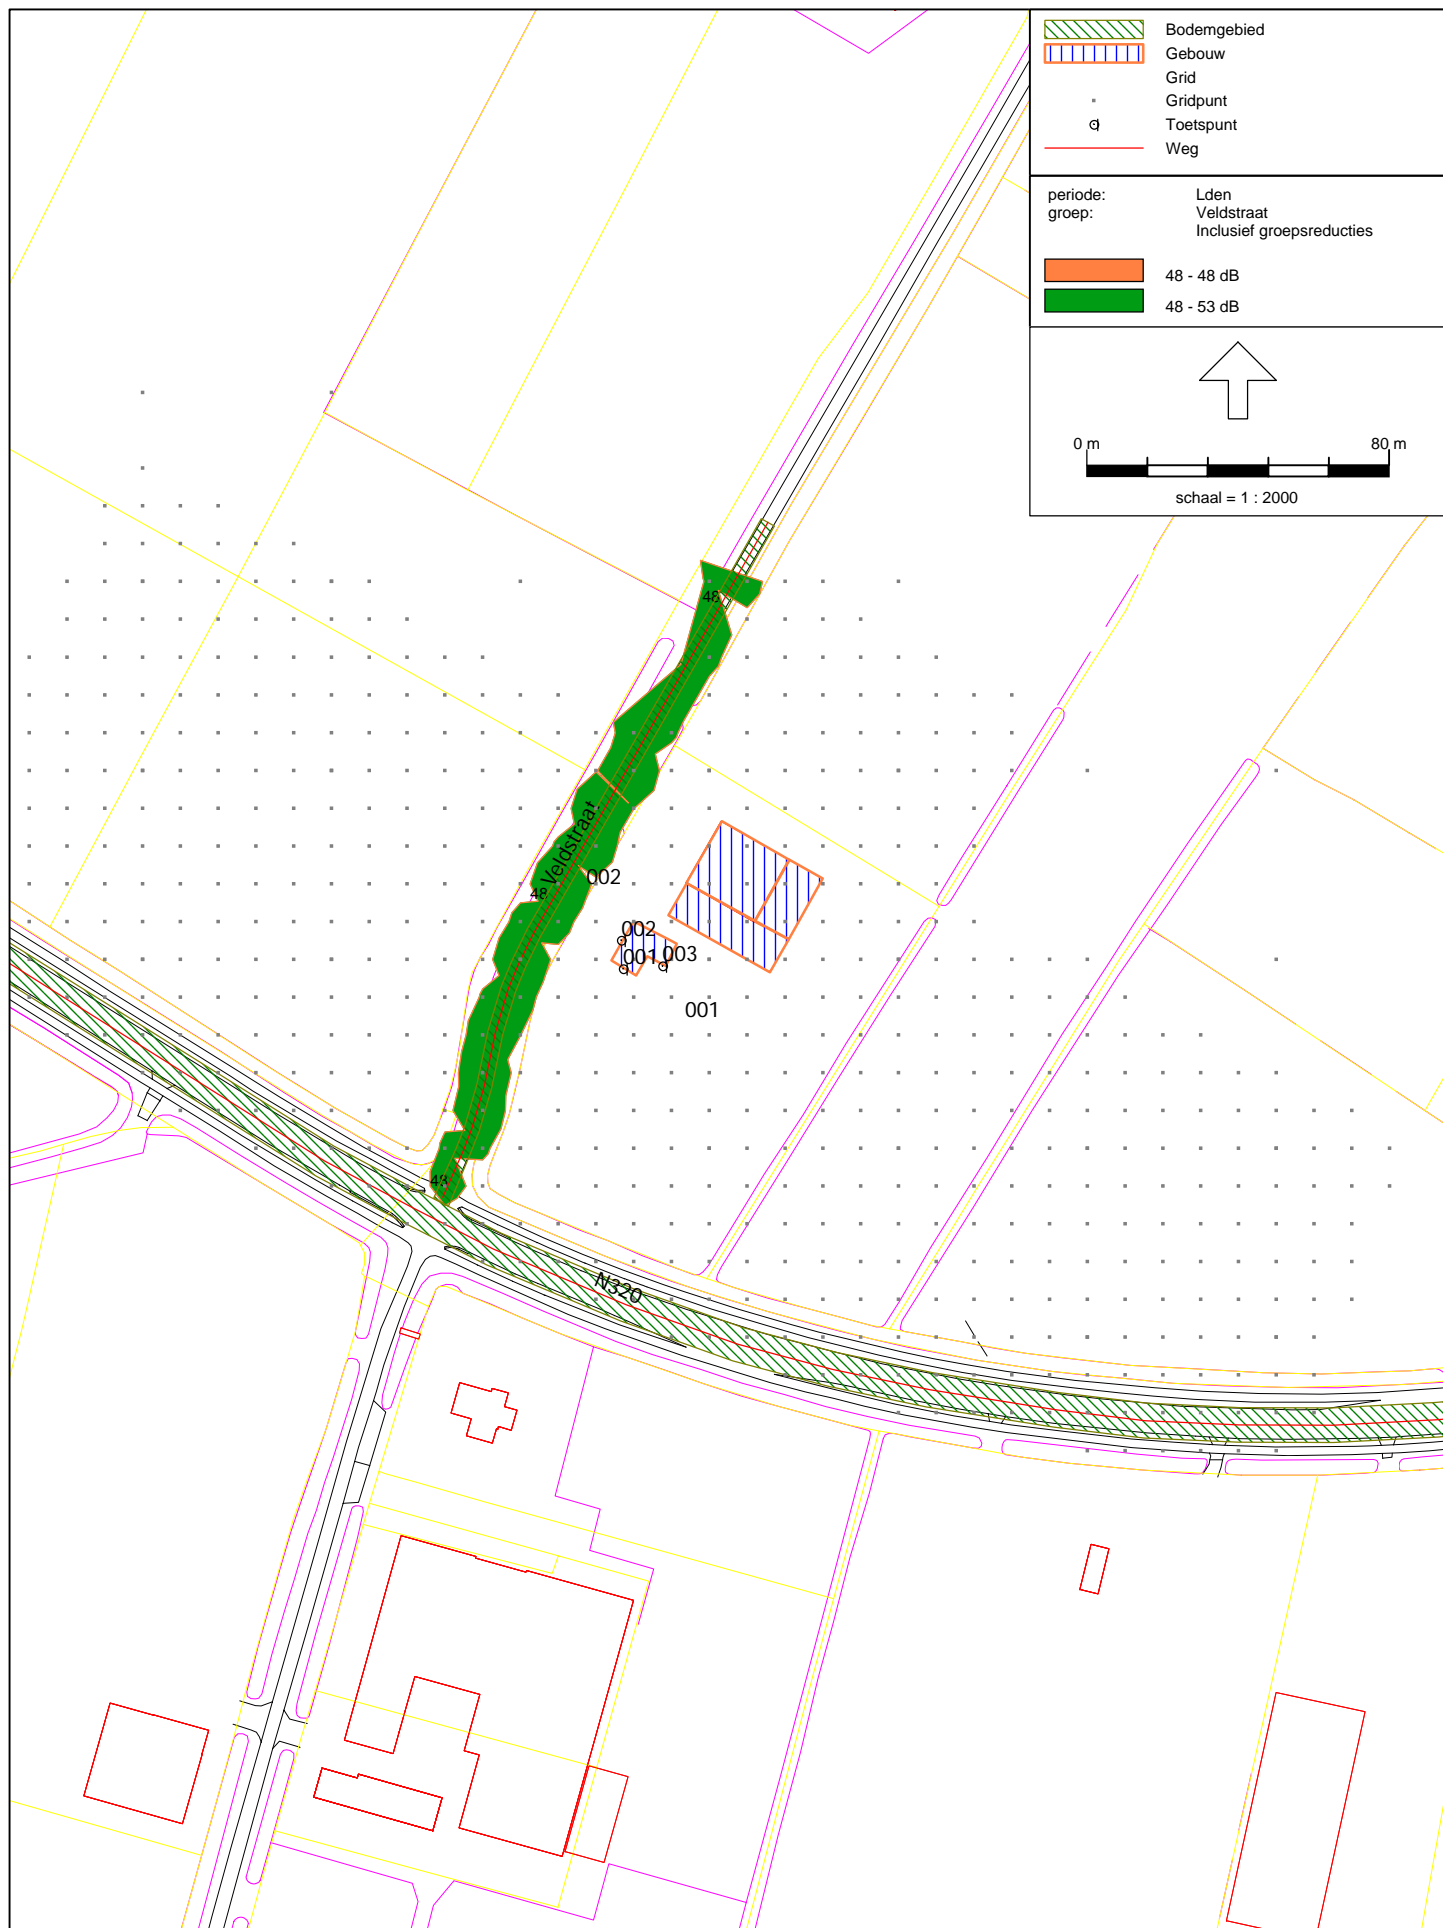 Bodemgebied
Gebouw
Grid
Gridpunt
Toetspunt
Weg
periode: Lden
groep: Veldstraat
Inclusief groepsreducties
48 - 48 dB
48 - 53 dB
0 m 80 m
schaal = 1 : 2000
48
Veldstraat
002
48
002
001 003
001
48
N320